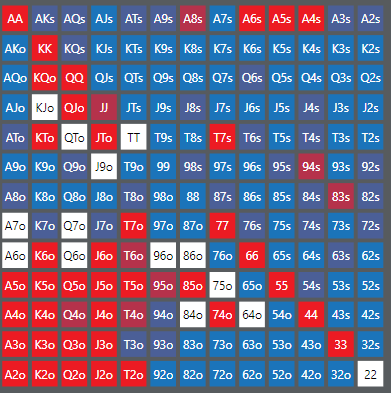 AA AKs AQs AJs ATs A9s A8s A7s A6s A5s A4s A3s A2s
AKo KK KQs KJs KTs K9s K8s K7s K6s K5s K4s K3s K2s
AQo KQo QQ QJs QTs Q9s Q8s Q7s Q6s Q5s Q4s Q3s Q2s
AJo KJo QJo JJ JTs J9s J8s J7s J6s J5s J4s J3s J2s
ATo KTo QTo JTo TT T9s T8s T7s T6s T5s T4s T3s T2s
A9o K9o Q9o J9o T9o 99 98s 97s 96s 95s 94s 93s 92s
A8o K8o Q8o J8o T8o 98o 88 87s 86s 85s 84s 83s 82s
A7o K7o Q7o J7o T7o 97o 87o 77 76s 75s 74s 73s 72s
A6o K6o Q6o J6o T6o 96o 86o 76o 66 65s 64s 63s 62s
A5o K5o Q5o J5o T5o 95o 85o 75o 65o 55 54s 53s 52s
A4o K4o Q4o J4o T4o 94o 84o 74o 64o 54o 44 43s 42s
A3o K3o Q3o J3o T3o 93o 83o 73o 63o 53o 43o 33 32s
A2o K2o Q2o J2o T2o 92o 82o 72o 62o 52o 42o 32o 22